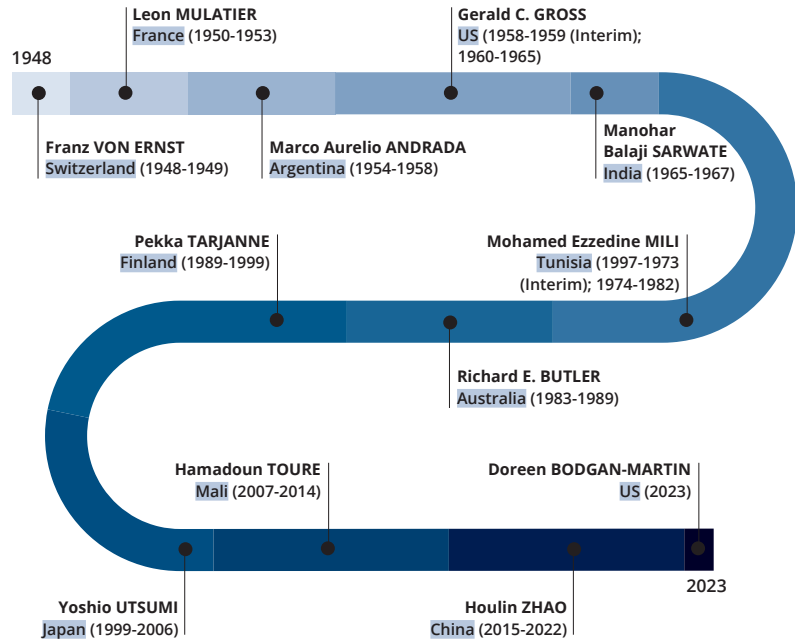 Leon MULATIER
France (1950-1953)
Gerald C. GROSS
US (1958-1959 (Interim);
1960-1965)
1948
Franz VON ERNST
Switzerland (1948-1949)
Marco Aurelio ANDRADA
Argentina (1954-1958)
Manohar
Balaji SARWATE
India (1965-1967)
Pekka TARJANNE
Finland (1989-1999)
Mohamed Ezzedine MILI
Tunisia (1997-1973
(Interim); 1974-1982)
Richard E. BUTLER
Australia (1983-1989)
Hamadoun TOURE
Mali (2007-2014)
Doreen BODGAN-MARTIN
US (2023)
2023
Yoshio UTSUMI
Japan (1999-2006)
Houlin ZHAO
China (2015-2022)